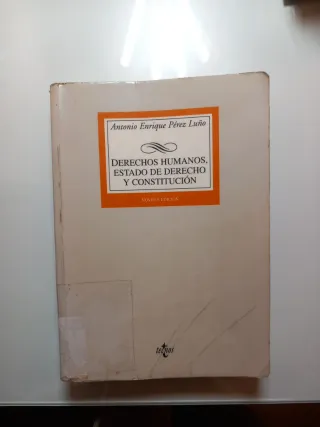 Antonio Enrique Pérez Luño
DERECHOS HUMANOS,
ESTADO DE DERECHO
Y CONSTITUCIÓN
tecnos